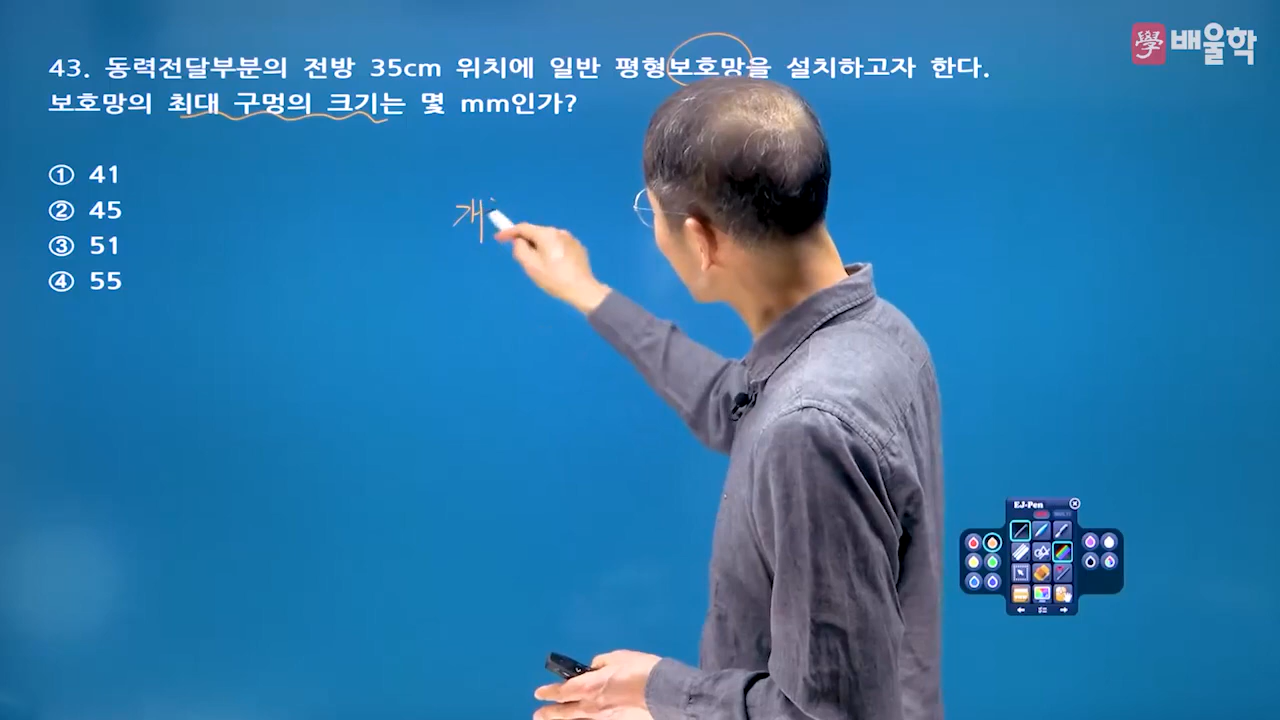 學 배울학
43. 동력전달부분의 전방 35cm 위치에 일반 평형보호망을 설치하고자 한다.
보호망의 최대 구멍의 크기는 몇 mm인가?
① 41
② 45
③ 51
④ 55
개
EJ-Pen